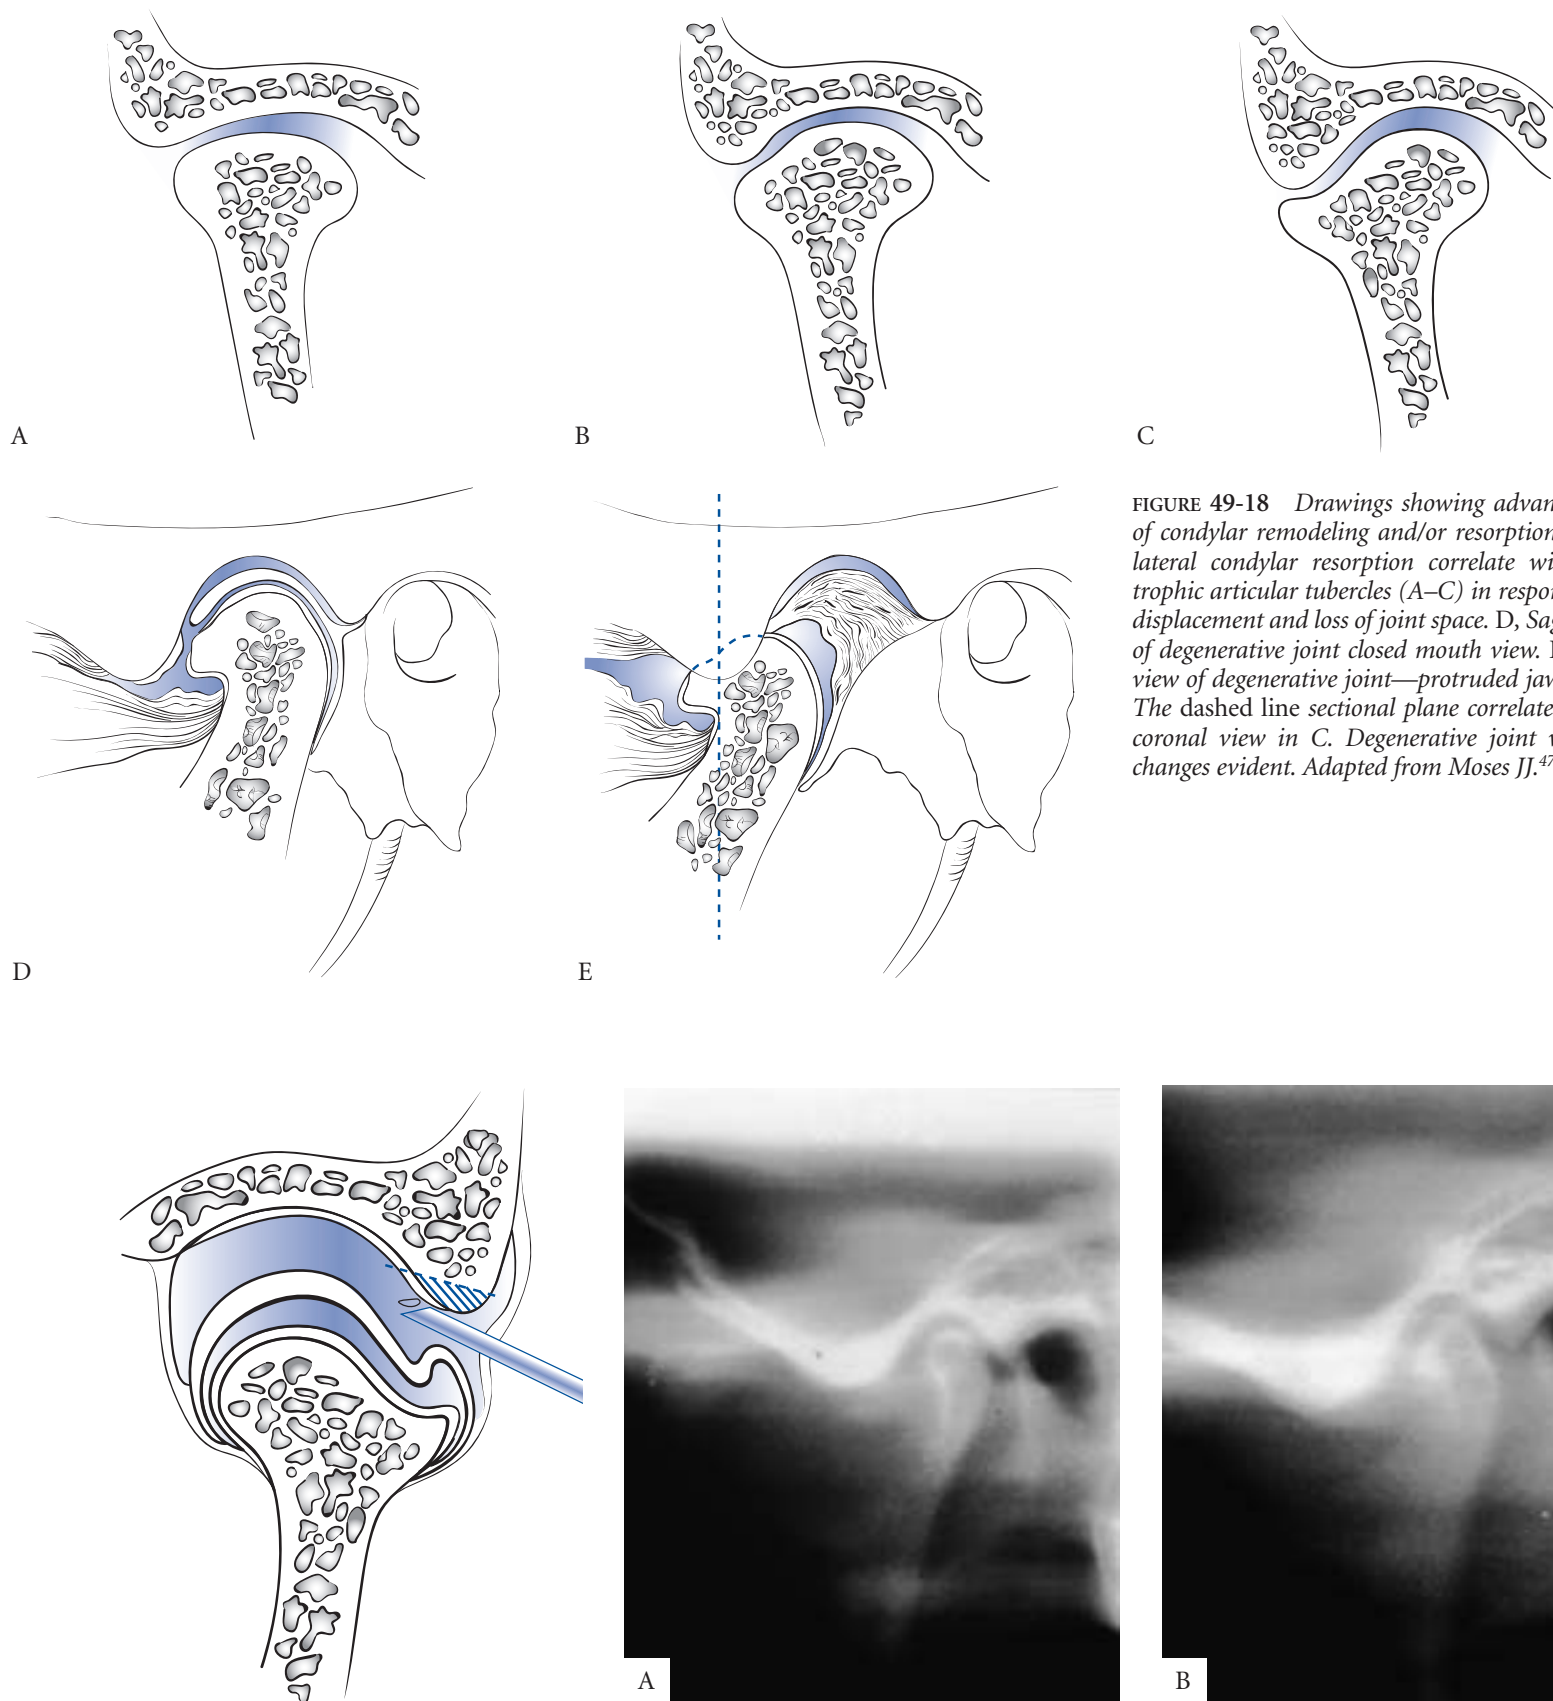 A
B
C
D
E
FIGURE 49-18 Drawings showing advan
of condylar remodeling and/or resorption
lateral condylar resorption correlate wi
trophic articular tubercles (A–C) in respon
displacement and loss of joint space. D, Sag
of degenerative joint closed mouth view.
view of degenerative joint—protruded jaw
The dashed line sectional plane correlate
coronal view in C. Degenerative joint
changes evident. Adapted from Moses JJ.47
A
B